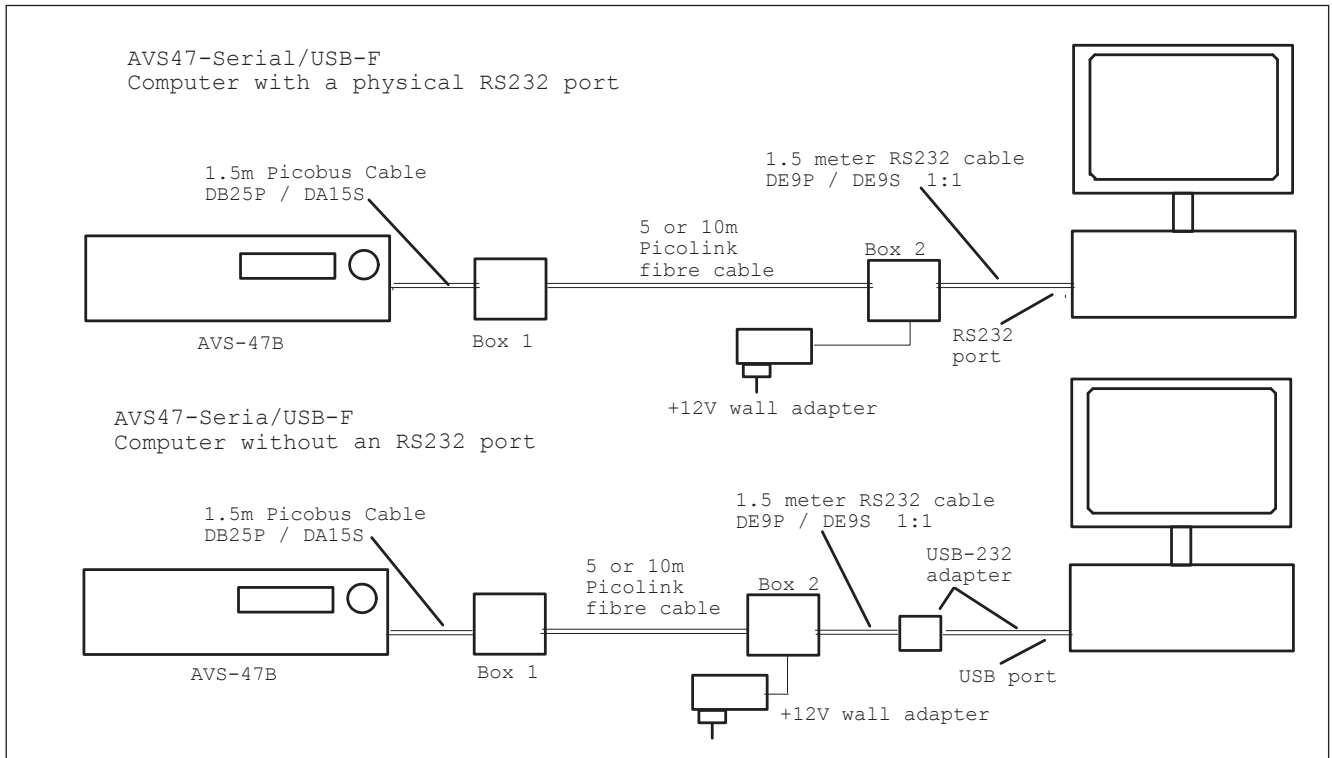 AVS47-Serial/USB-F
Computer with a physical RS232 port
1.5m Picobus Cable
DB25P / DA15S
1.5 meter RS232 cable
DE9P / DE9S 1:1
5 or 10m
Picolink
fibre cable
Box 2
AVS-47B
Box 1
RS232
port
+12V wall adapter
AVS47-Seria/USB-F
Computer without an RS232 port
1.5m Picobus Cable
DB25P / DA15S
1.5 meter RS232 cable
DE9P / DE9S 1:1
USB-232
adapter
5 or 10m
Picolink
fibre cable
Box 2
AVS-47B
Box 1
USB port
+12V wall adapter